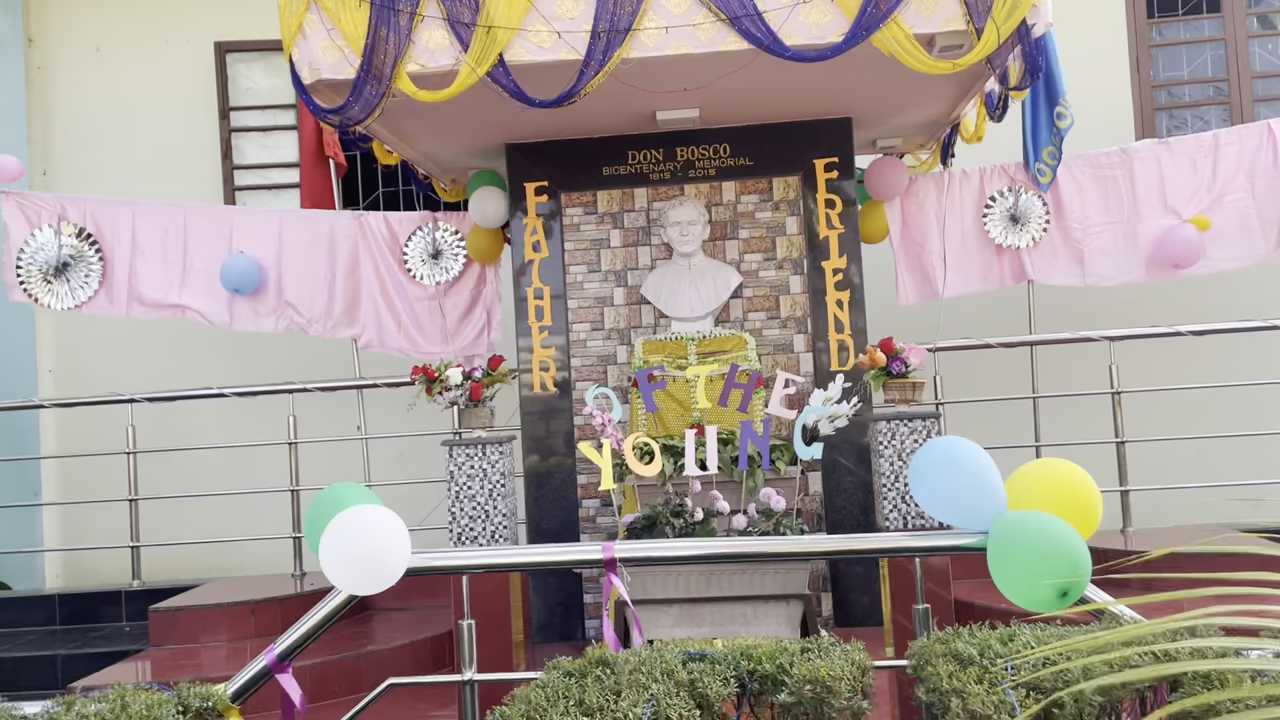 DON BOSCO
BICENTENARY MEMORIAL
1815 - 2015
FATHER
FRIEND
OF THE
YOUNG